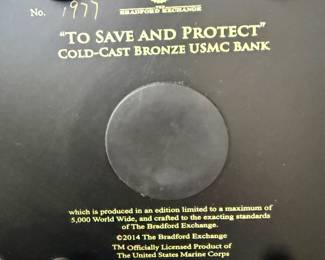 No. 1977
THE
BRADFORD EXCHANGE
“TO SAVE AND PROTECT”
COLD-CAST BRONZE USMC BANK
which is produced in an edition limited to a maximum of
5,000 World Wide, and crafted to the exacting standards
of The Bradford Exchange.
©2014 The Bradford Exchange
TM Officially Licensed Product of
The United States Marine Corps